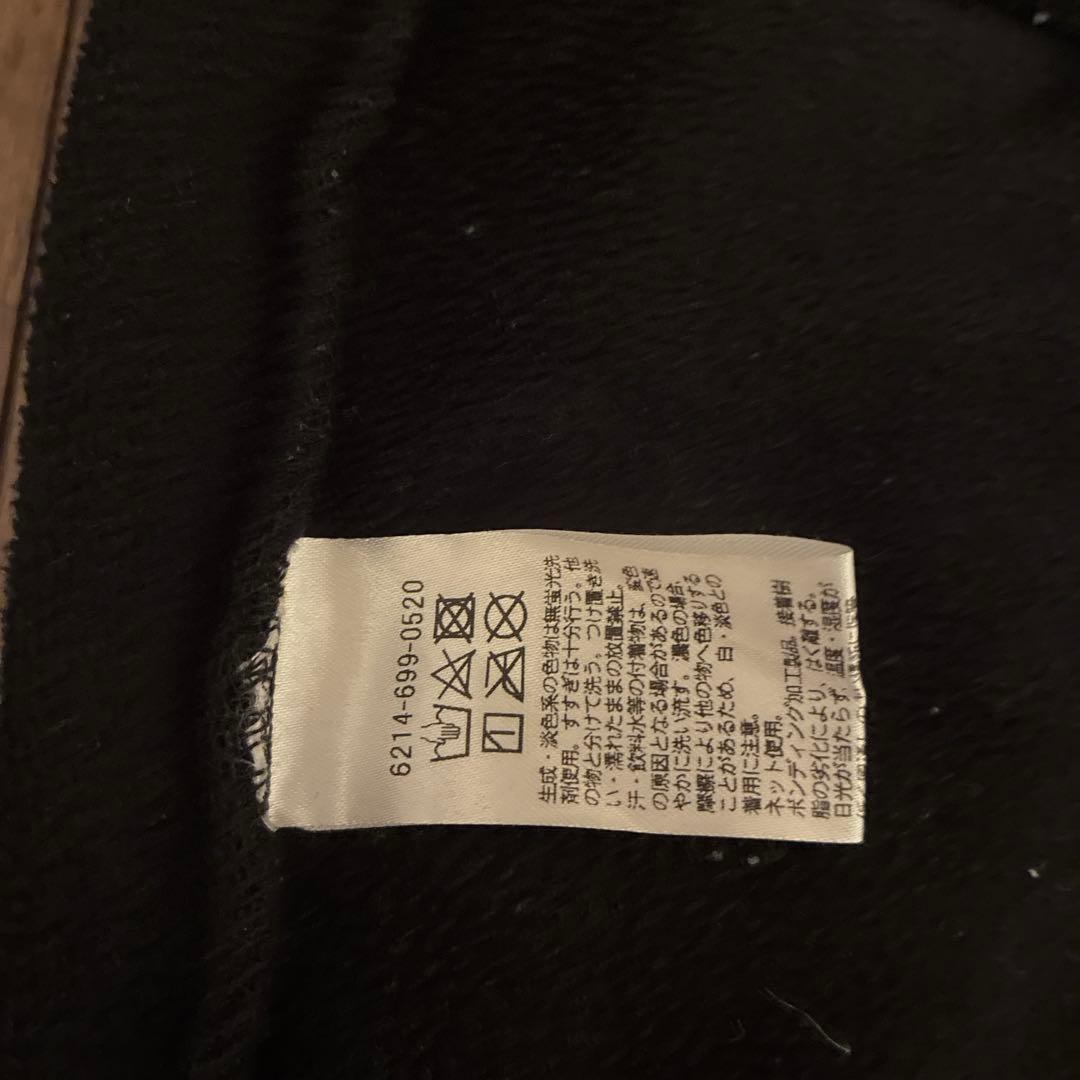 6214-699-0520
生成・淡色系の色物は無蛍光洗
剤使用。すすぎは十分行う。他
の物と分けて洗う。つけ置き洗
い・濡れたままの放置禁止。
汗・飲料水等の付着物は、変色
の原因となる場合があるので速
やかに洗い流す。濃色の場合、
摩擦により他の物へ色移りする
ことがあるため、白・淡色との
着用に注意。
ネット使用。
ボンディング加工製品。接着樹
脂の劣化により、はく離する。
日光が当たらず、温度・湿度が